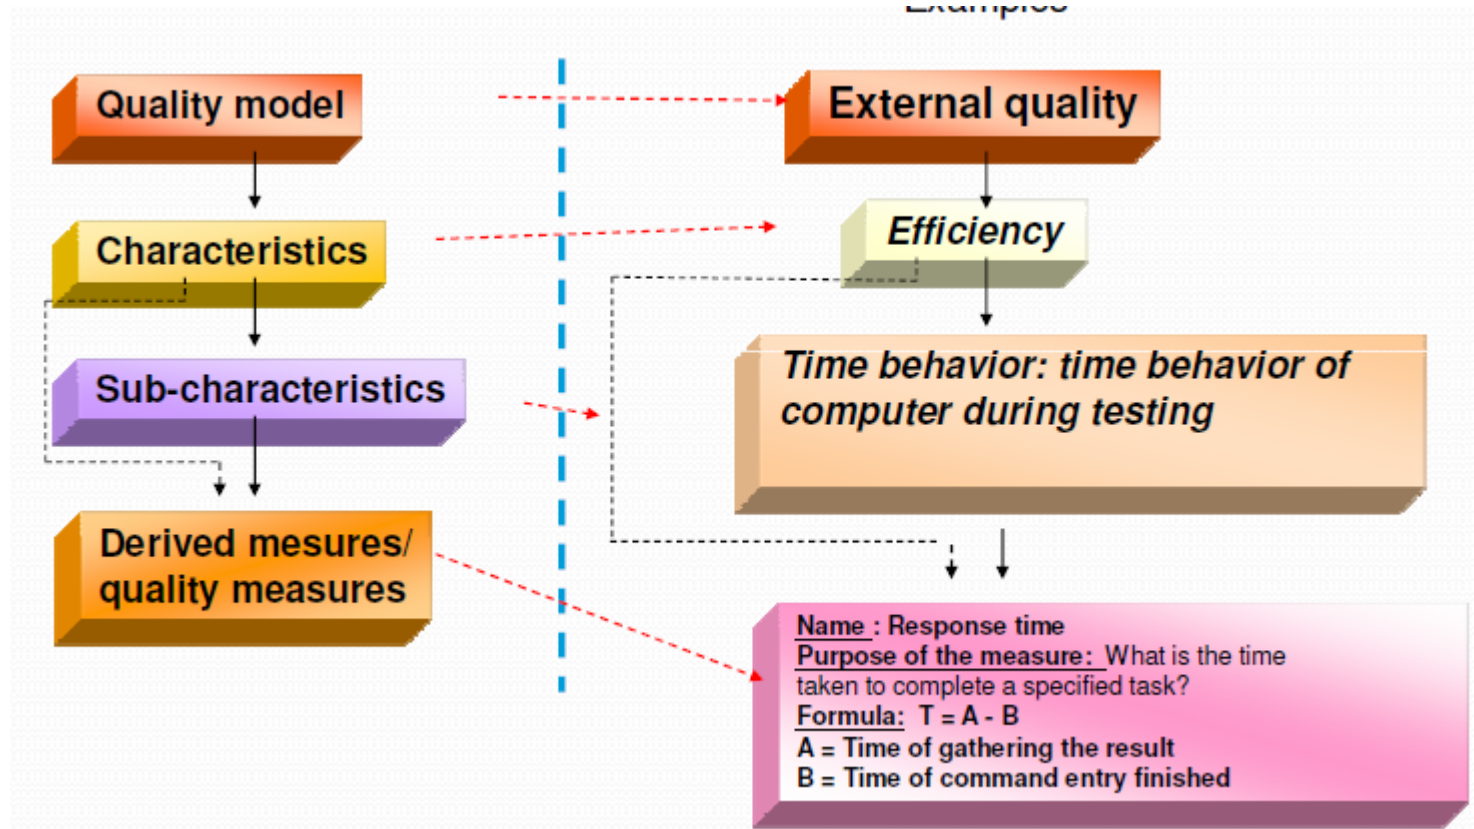 Examples
Quality model
External quality
Characteristics
Efficiency
Sub-characteristics
Time behavior: time behavior of
computer during testing
Derived mesures/
quality measures
Name : Response time
Purpose of the measure: What is the time
taken to complete a specified task?
Formula: T = A - B
A = Time of gathering the result
B = Time of command entry finished